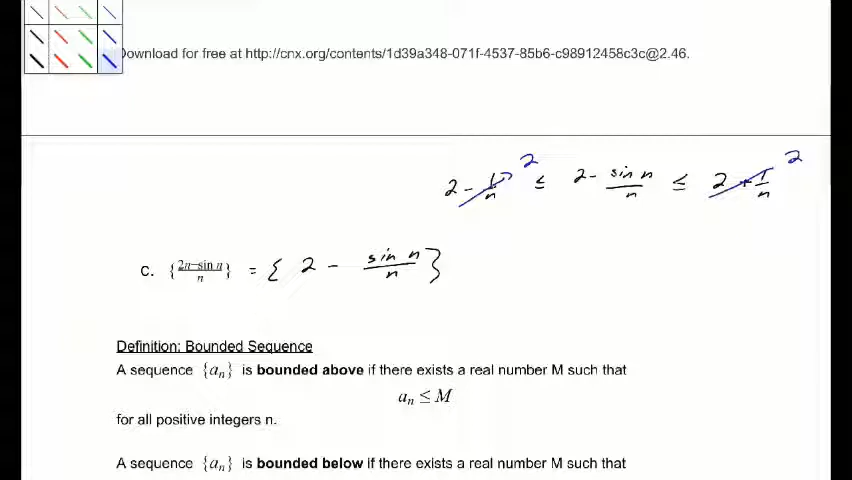 Download for free at http://cnx.org/contents/1d39a348-071f-4537-85b6-c98912458c3c@2.46.
2 - 1/n 2 ≤ 2 - sin n/n ≤ 2 + 1/n 2
c. {2n-sin n/n} = { 2 - sin n/n }
Definition: Bounded Sequence
A sequence {aₙ} is bounded above if there exists a real number M such that
aₙ ≤ M
for all positive integers n.
A sequence {aₙ} is bounded below if there exists a real number M such that